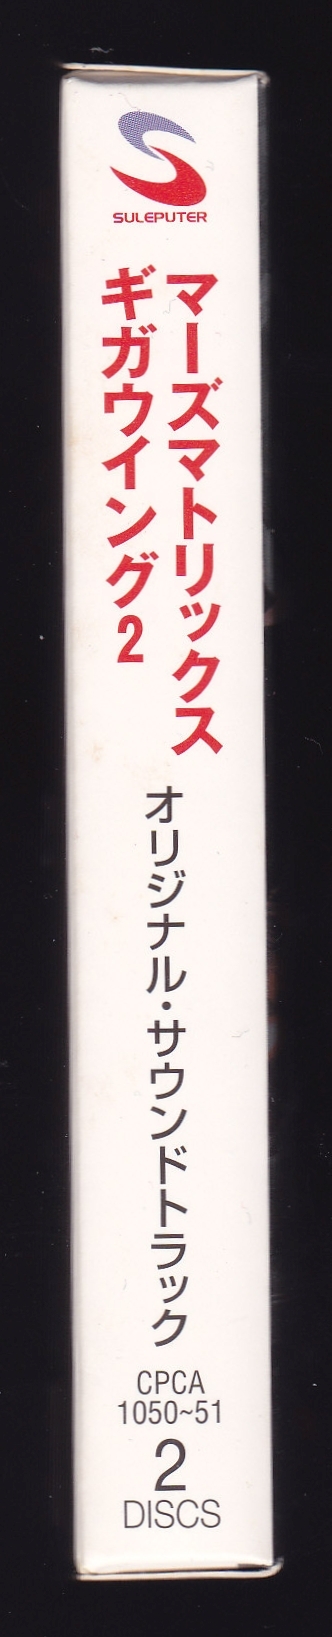 SULEPUTER
マーズマトリックス
ギガウイング2
オリジナル・サウンドトラック
CPCA
1050~51
2
DISCS